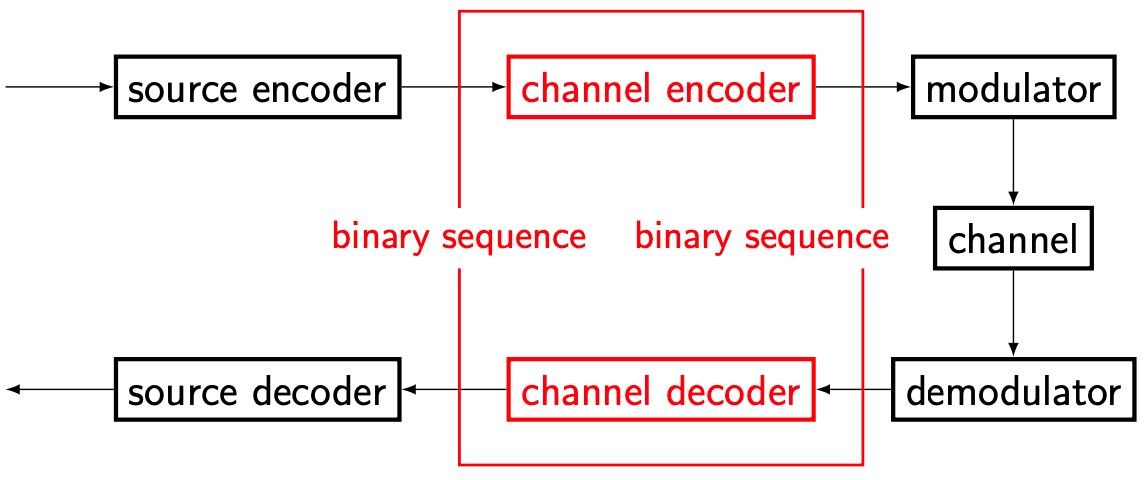 source encoder
channel encoder
modulator
binary sequence
binary sequence
channel
source decoder
channel decoder
demodulator